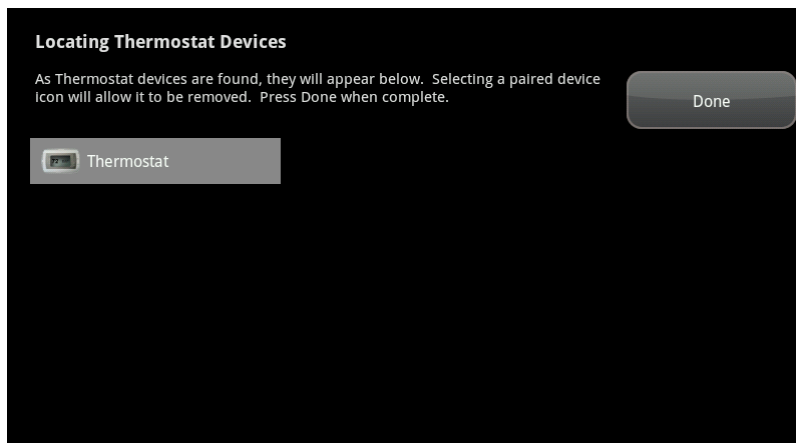 Locating Thermostat Devices
As Thermostat devices are found, they will appear below.  Selecting a paired device
icon will allow it to be removed.  Press Done when complete.
Done
Thermostat